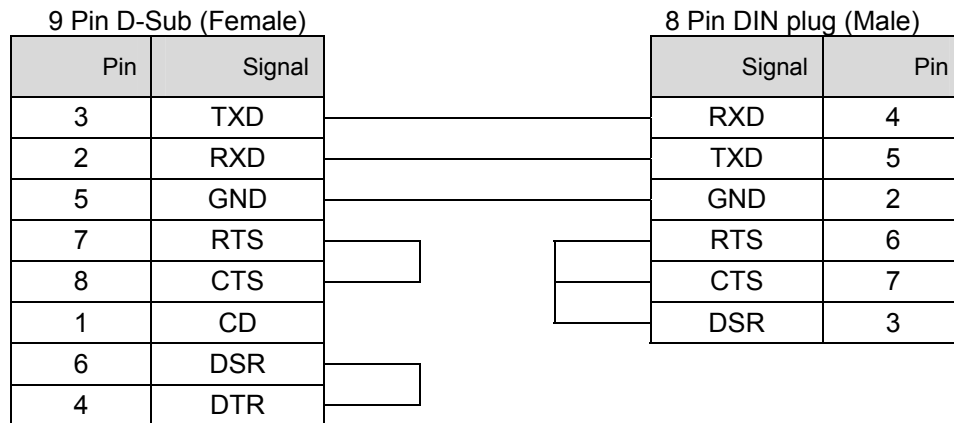 9 Pin D-Sub (Female) 8 Pin DIN plug (Male)
Pin Signal Signal Pin
3 TXD RXD 4
2 RXD TXD 5
5 GND GND 2
7 RTS RTS 6
8 CTS CTS 7
1 CD DSR 3
6 DSR
4 DTR